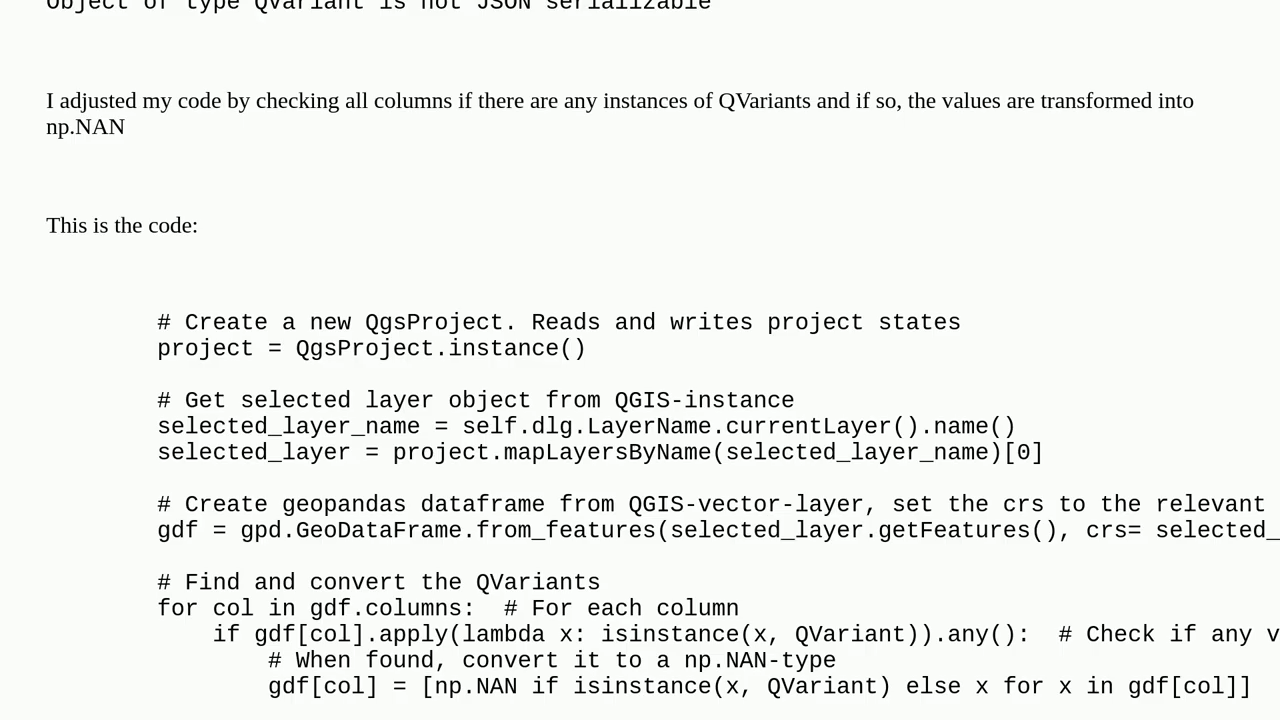 Object of type QVariant is not JSON serializable
I adjusted my code by checking all columns if there are any instances of QVariants and if so, the values are transformed into
np.NAN
This is the code:
# Create a new QgsProject. Reads and writes project states
project = QgsProject.instance()
# Get selected layer object from QGIS-instance
selected_layer_name = self.dlg.LayerName.currentLayer().name()
selected_layer = project.mapLayersByName(selected_layer_name)[0]
# Create geopandas dataframe from QGIS-vector-layer, set the crs to the relevant
gdf = gpd.GeoDataFrame.from_features(selected_layer.getFeatures(), crs= selected_
# Find and convert the QVariants
for col in gdf.columns:  # For each column
if gdf[col].apply(lambda x: isinstance(x, QVariant)).any():  # Check if any v
# When found, convert it to a np.NAN-type
gdf[col] = [np.NAN if isinstance(x, QVariant) else x for x in gdf[col]]